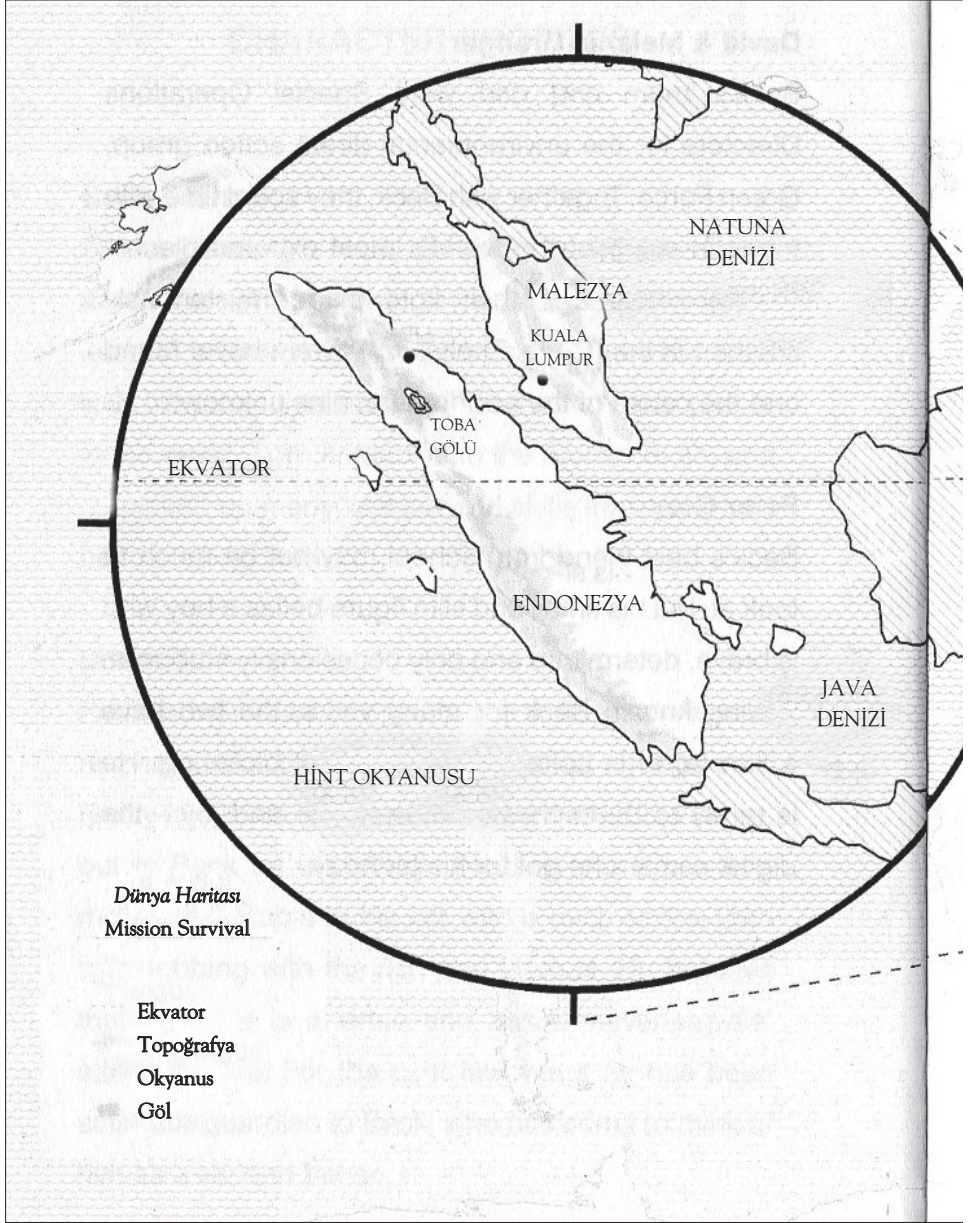 NATUNA
DENİZİ
MALEZYA
KUALA
LUMPUR
TOBA
GÖLÜ
EKVATOR
ENDONEZYA
JAVA
DENİZİ
HİNT OKYANUSU
Dünya Haritası
Mission Survival
Ekvator
Topoğrafya
Okyanus
Göl